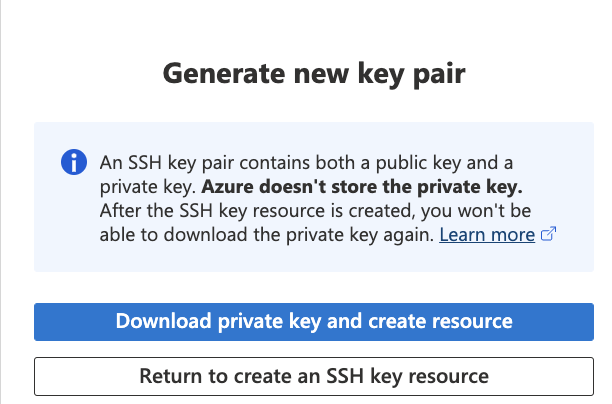 Generate new key pair
An SSH key pair contains both a public key and a
private key. Azure doesn't store the private key.
After the SSH key resource is created, you won't be
able to download the private key again. Learn more
Download private key and create resource
Return to create an SSH key resource